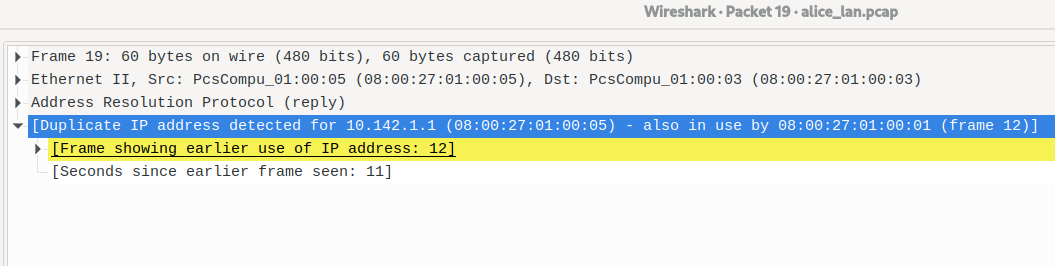 Wireshark · Packet 19 · alice_lan.pcap
Frame 19: 60 bytes on wire (480 bits), 60 bytes captured (480 bits)
Ethernet II, Src: PcsCompu_01:00:05 (08:00:27:01:00:05), Dst: PcsCompu_01:00:03 (08:00:27:01:00:03)
Address Resolution Protocol (reply)
[Duplicate IP address detected for 10.142.1.1 (08:00:27:01:00:05) - also in use by 08:00:27:01:00:01 (frame 12)]
[Frame showing earlier use of IP address: 12]
[Seconds since earlier frame seen: 11]